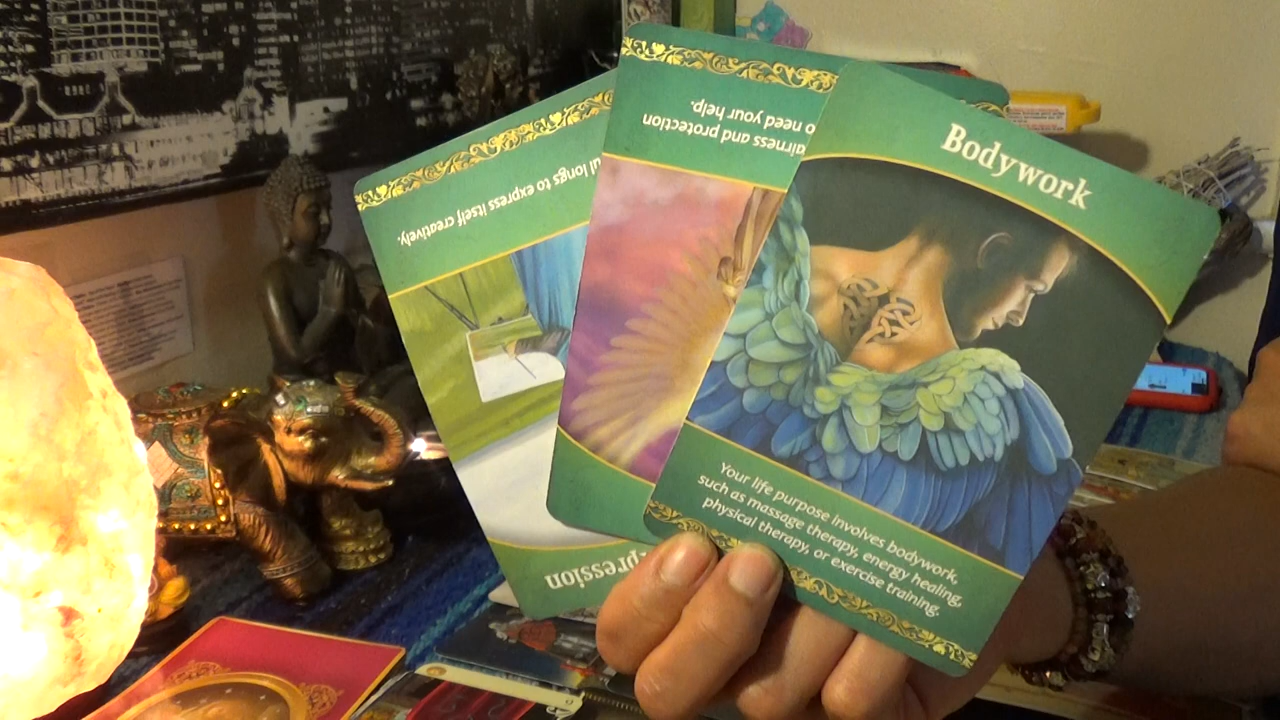 Bodywork
Your life purpose involves bodywork,
such as massage therapy, energy healing,
physical therapy, or exercise training.
airness and protection
o need your help.
ul longs to express itself creatively.
pression